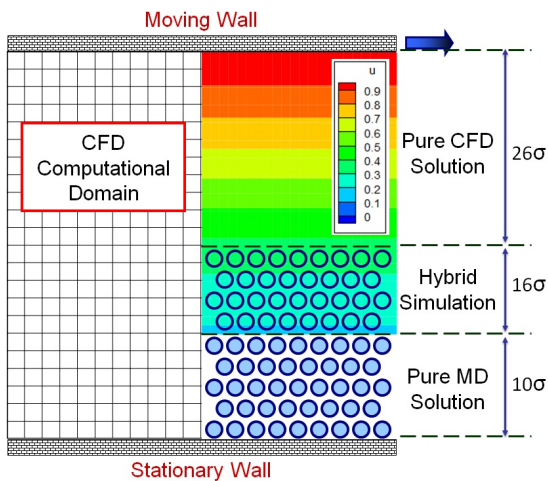 Moving Wall
CFD
Computational
Domain
u
0.9
0.8
0.7
0.6
0.5
0.4
0.3
0.2
0.1
0
Pure CFD
Solution
26σ
Hybrid
Simulation
16σ
Pure MD
Solution
10σ
Stationary Wall